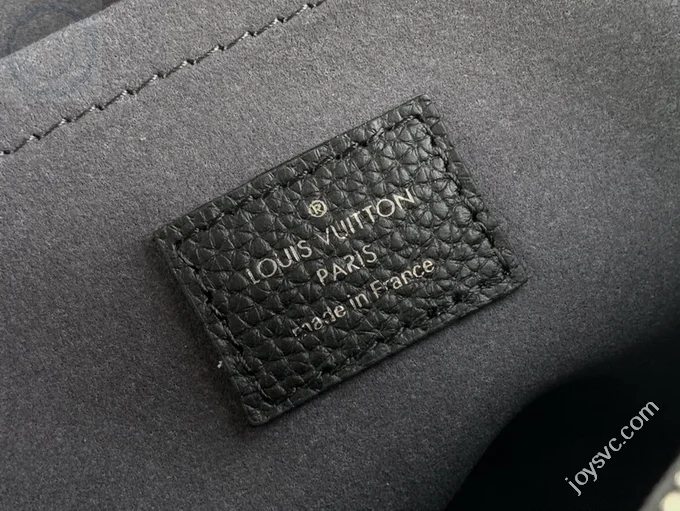 ®
LOUIS VUITTON
PARIS
made in France
joysvc.com